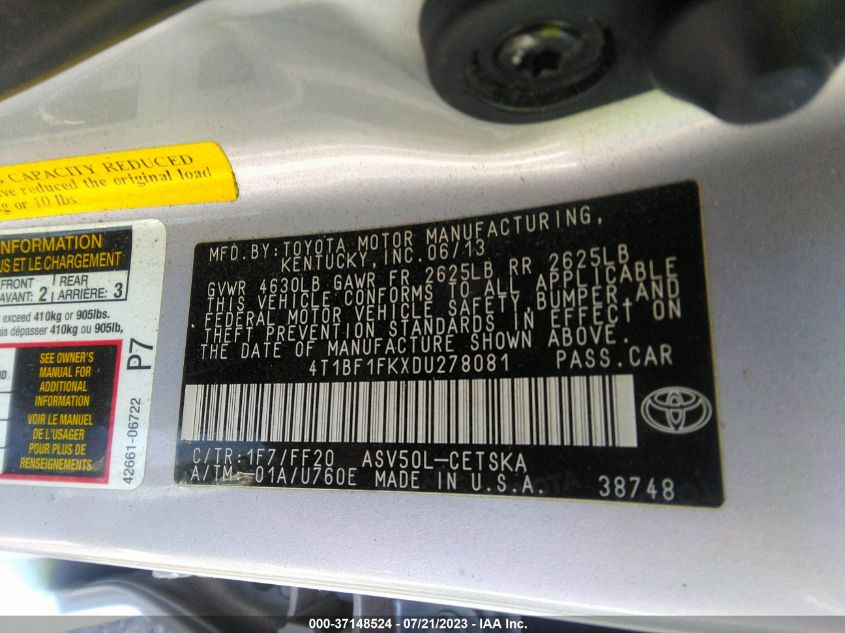 G CAPACITY REDUCED
ve reduced the original load
g or 10 lbs
INFORMATION
US ET LE CHARGEMENT
FRONT
AVANT: 2
REAR
ARRIÈRE: 3
exceed 410kg or 905lbs.
dépasser 410kg ou 905lb,
SEE OWNER'S
MANUAL FOR
ADDITIONAL
INFORMATION
VOIR LE MANUEL
DE L'USAGER
POUR PLUS DE
RENSEIGNEMENTS
P7
42661-06722
MFD. BY: TOYOTA MOTOR MANUFACTURING,
KENTUCKY, INC. 06/13
GVWR 4630LB GAWR FR 2625LB RR 2625LB
THIS VEHICLE CONFORMS TO ALL APPLICABLE
FEDERAL MOTOR VEHICLE SAFETY, BUMPER, AND
THEFT PREVENTION STANDARDS IN EFFECT ON
THE DATE OF MANUFACTURE SHOWN ABOVE.
4T1BF1FKXDU278081 PASS.CAR
C/TR:1F7/FF20 ASV50L-CETSKA
A/TM: 01A/U760E MADE IN U.S.A. 38748
000-37148524 - 07/21/2023 - IAA Inc.